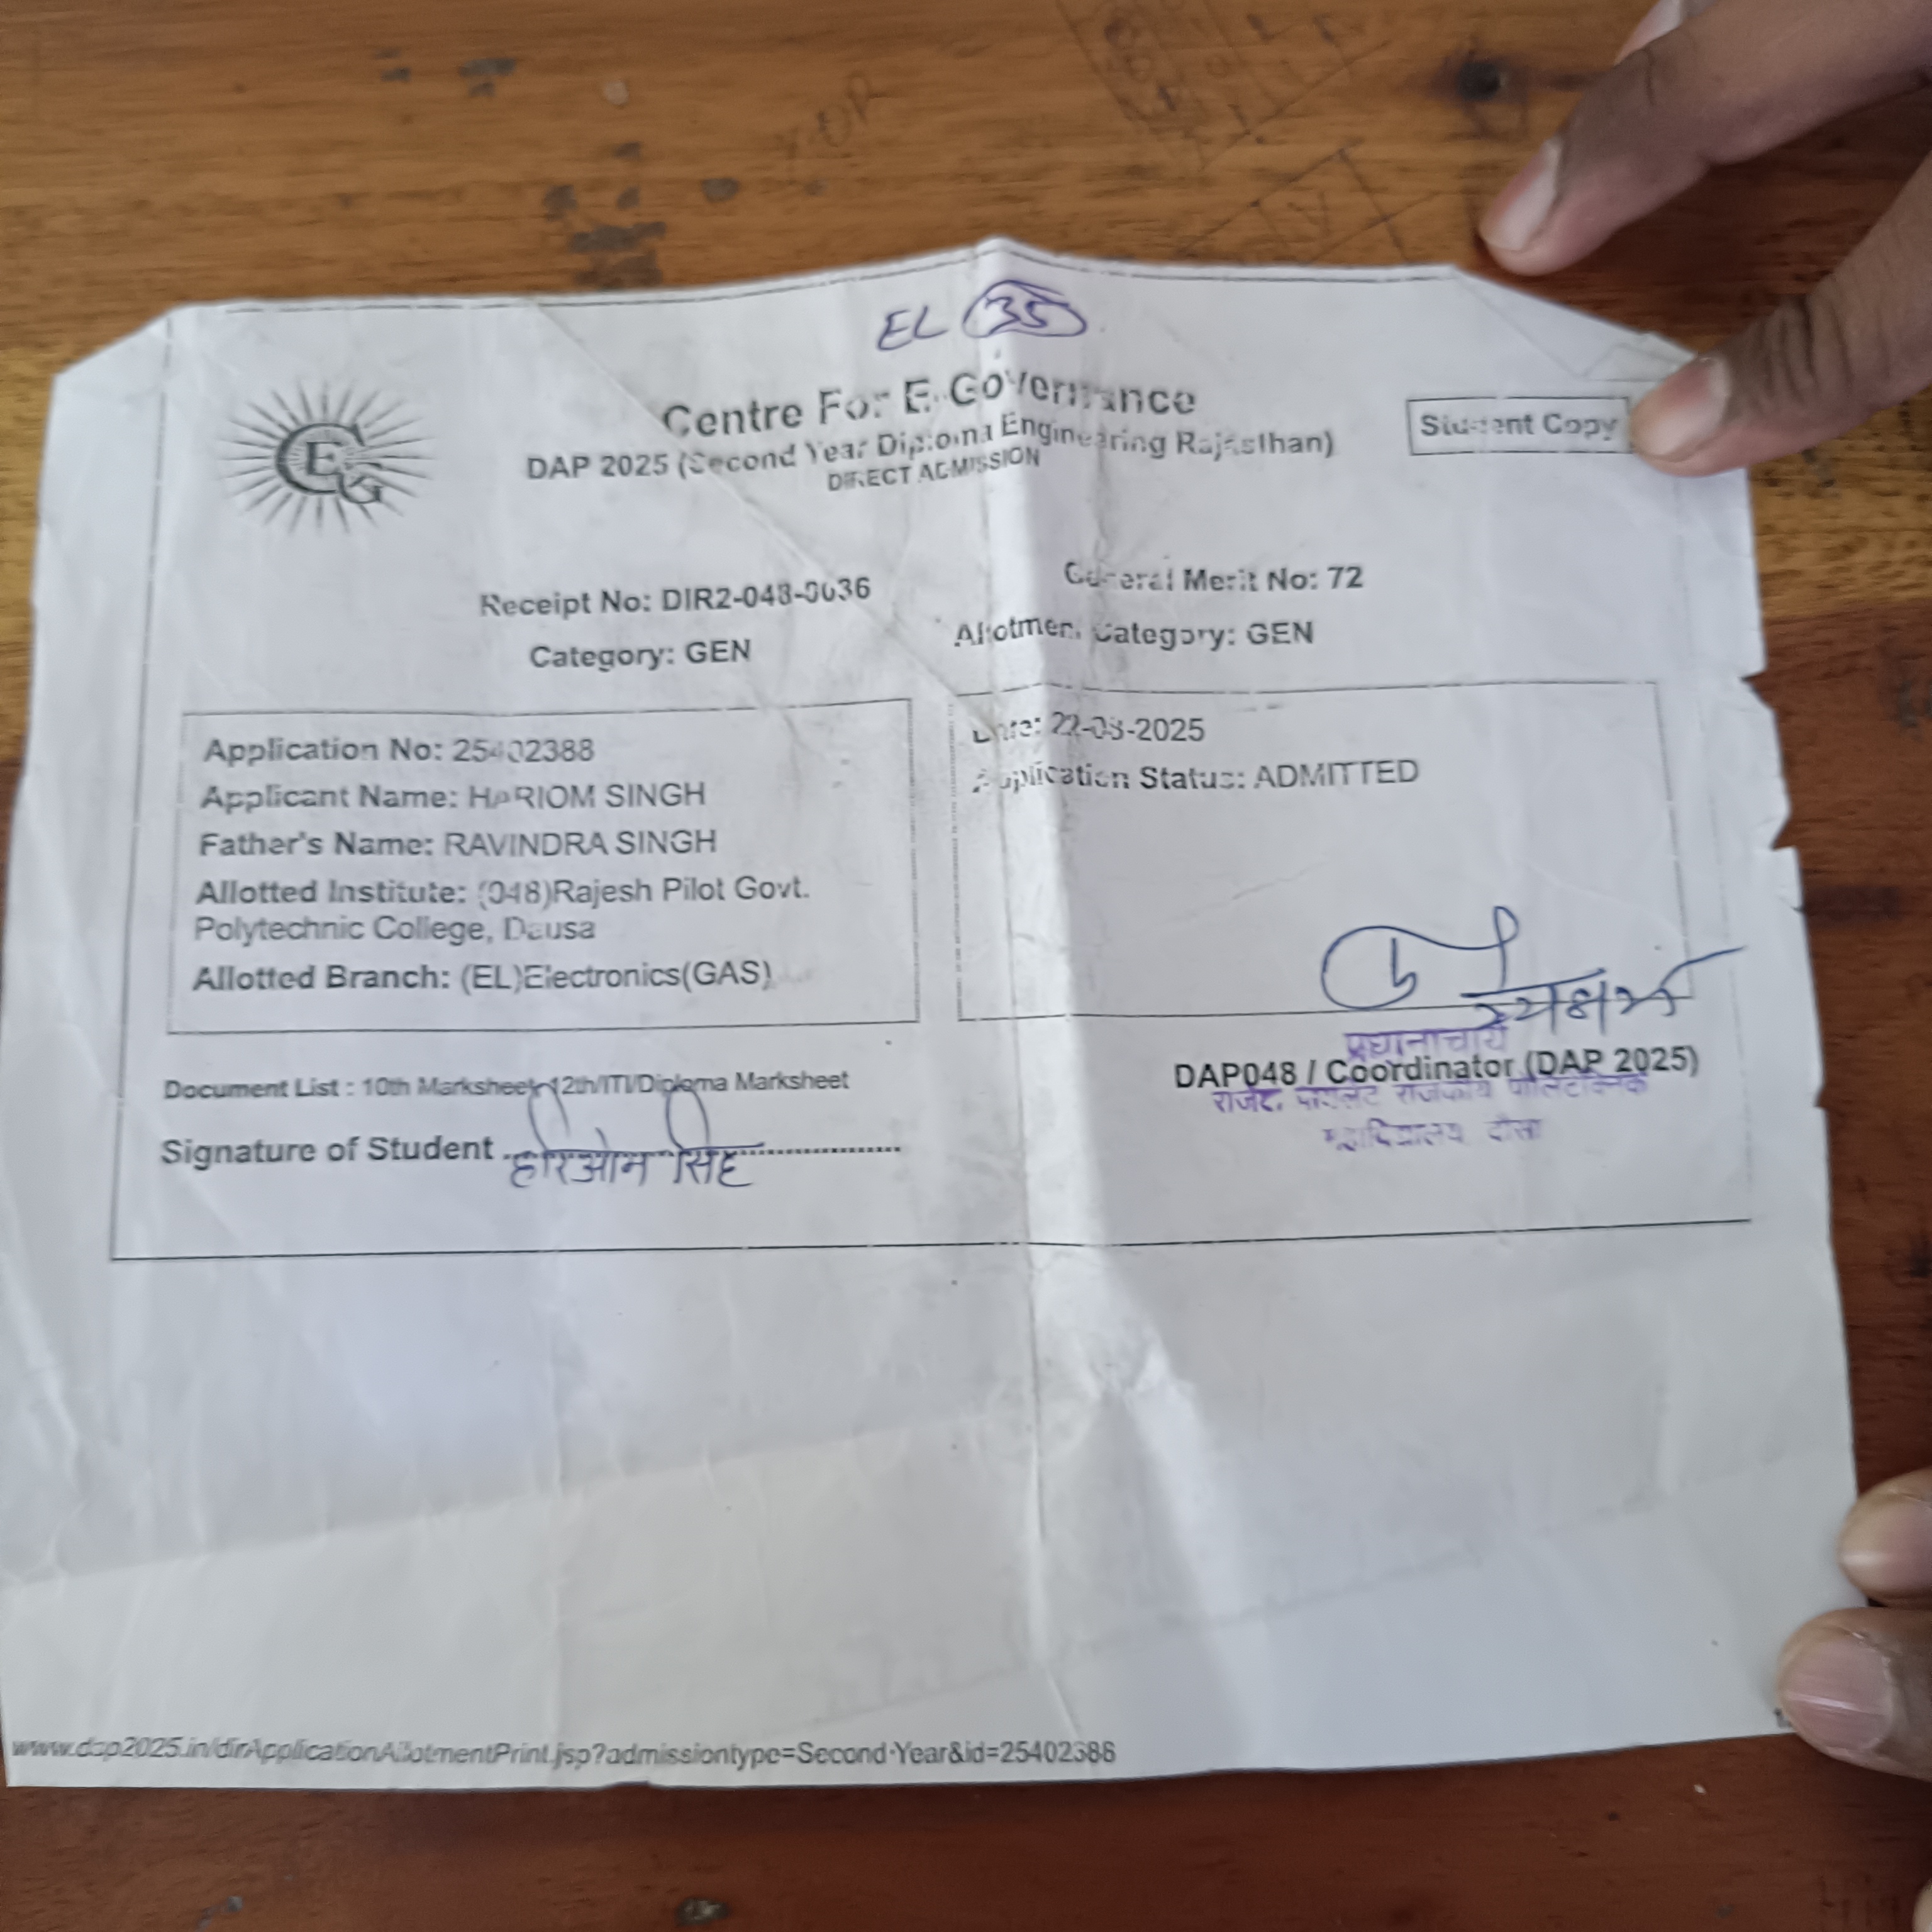 EL 35
Centre For E-Governance
DAP 2025 (Second Year Diploma Engineering Rajasthan)
DIRECT ADMISSION
Student Copy
CEG
Receipt No: DIR2-048-0036
General Merit No: 72
Category: GEN
Allotment Category: GEN
Application No: 25402388
Applicant Name: HARIOM SINGH
Father's Name: RAVINDRA SINGH
Allotted Institute: (048)Rajesh Pilot Govt.
Polytechnic College, Dausa
Allotted Branch: (EL)Electronics(GAS)
Date: 22-08-2025
Application Status: ADMITTED
Document List : 10th Marksheet, 12th/ITI/Diploma Marksheet
Signature of Student
हरिओम सिंह
प्रधानाचार्य
DAP048 / Coordinator (DAP 2025)
राजेश पायलट राजकीय पॉलिटेक्निक
महाविद्यालय दौसा
www.dap2025.in/dirApplicationAllotmentPrint.jsp?admissiontype=Second-Year&id=25402388